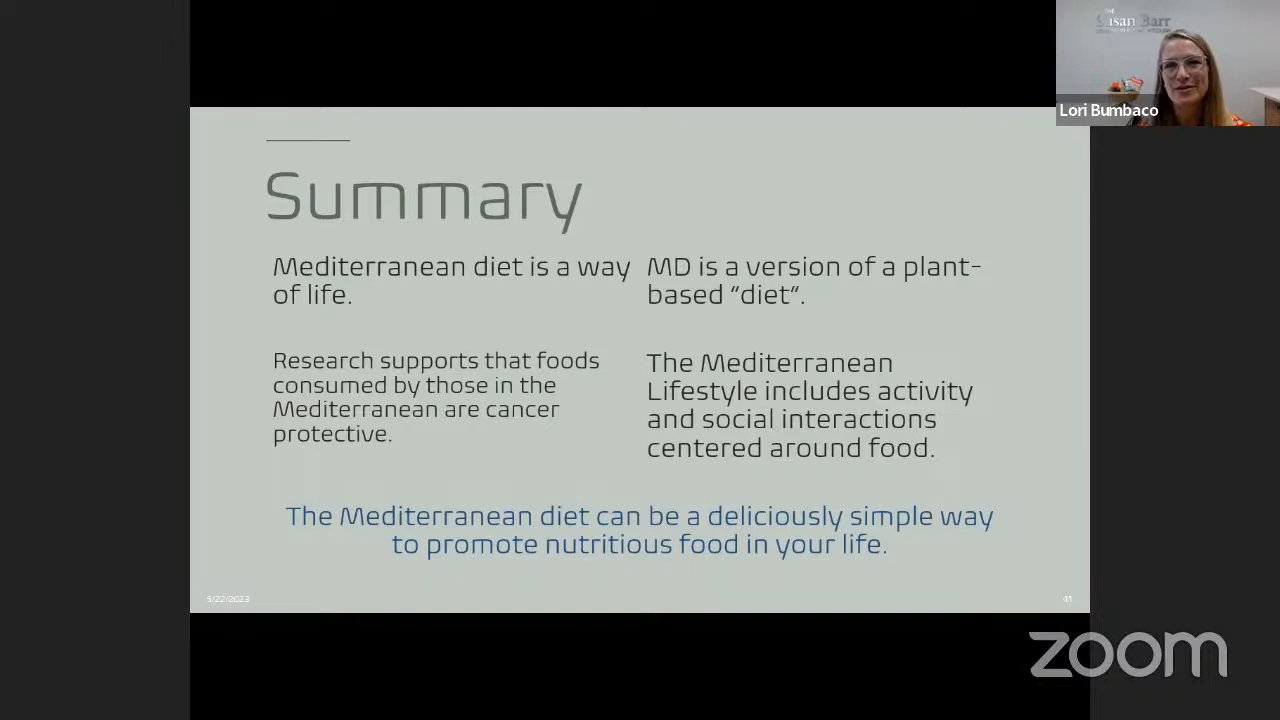 THE
Susan Barr
Lori Bumbaco
Summary
Mediterranean diet is a way
of life.
MD is a version of a plant-
based “diet”.
Research supports that foods
consumed by those in the
Mediterranean are cancer
protective.
The Mediterranean
Lifestyle includes activity
and social interactions
centered around food.
The Mediterranean diet can be a deliciously simple way
to promote nutritious food in your life.
5/22/2023
41
zoom